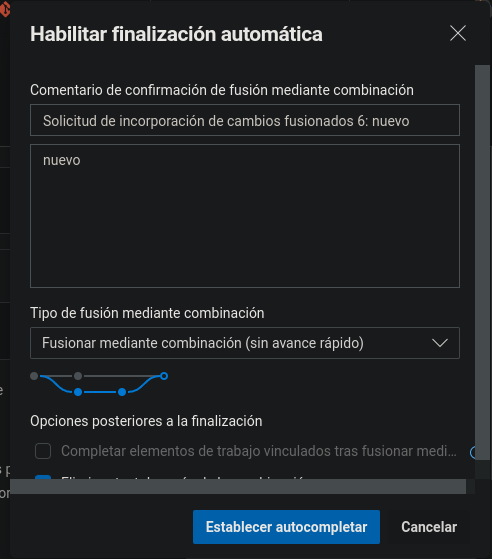 Habilitar finalización automática
Comentario de confirmación de fusión mediante combinación
Solicitud de incorporación de cambios fusionados 6: nuevo
nuevo
Tipo de fusión mediante combinación
Fusionar mediante combinación (sin avance rápido)
Opciones posteriores a la finalización
Completar elementos de trabajo vinculados tras fusionar medi...
Establecer autocompletar
Cancelar